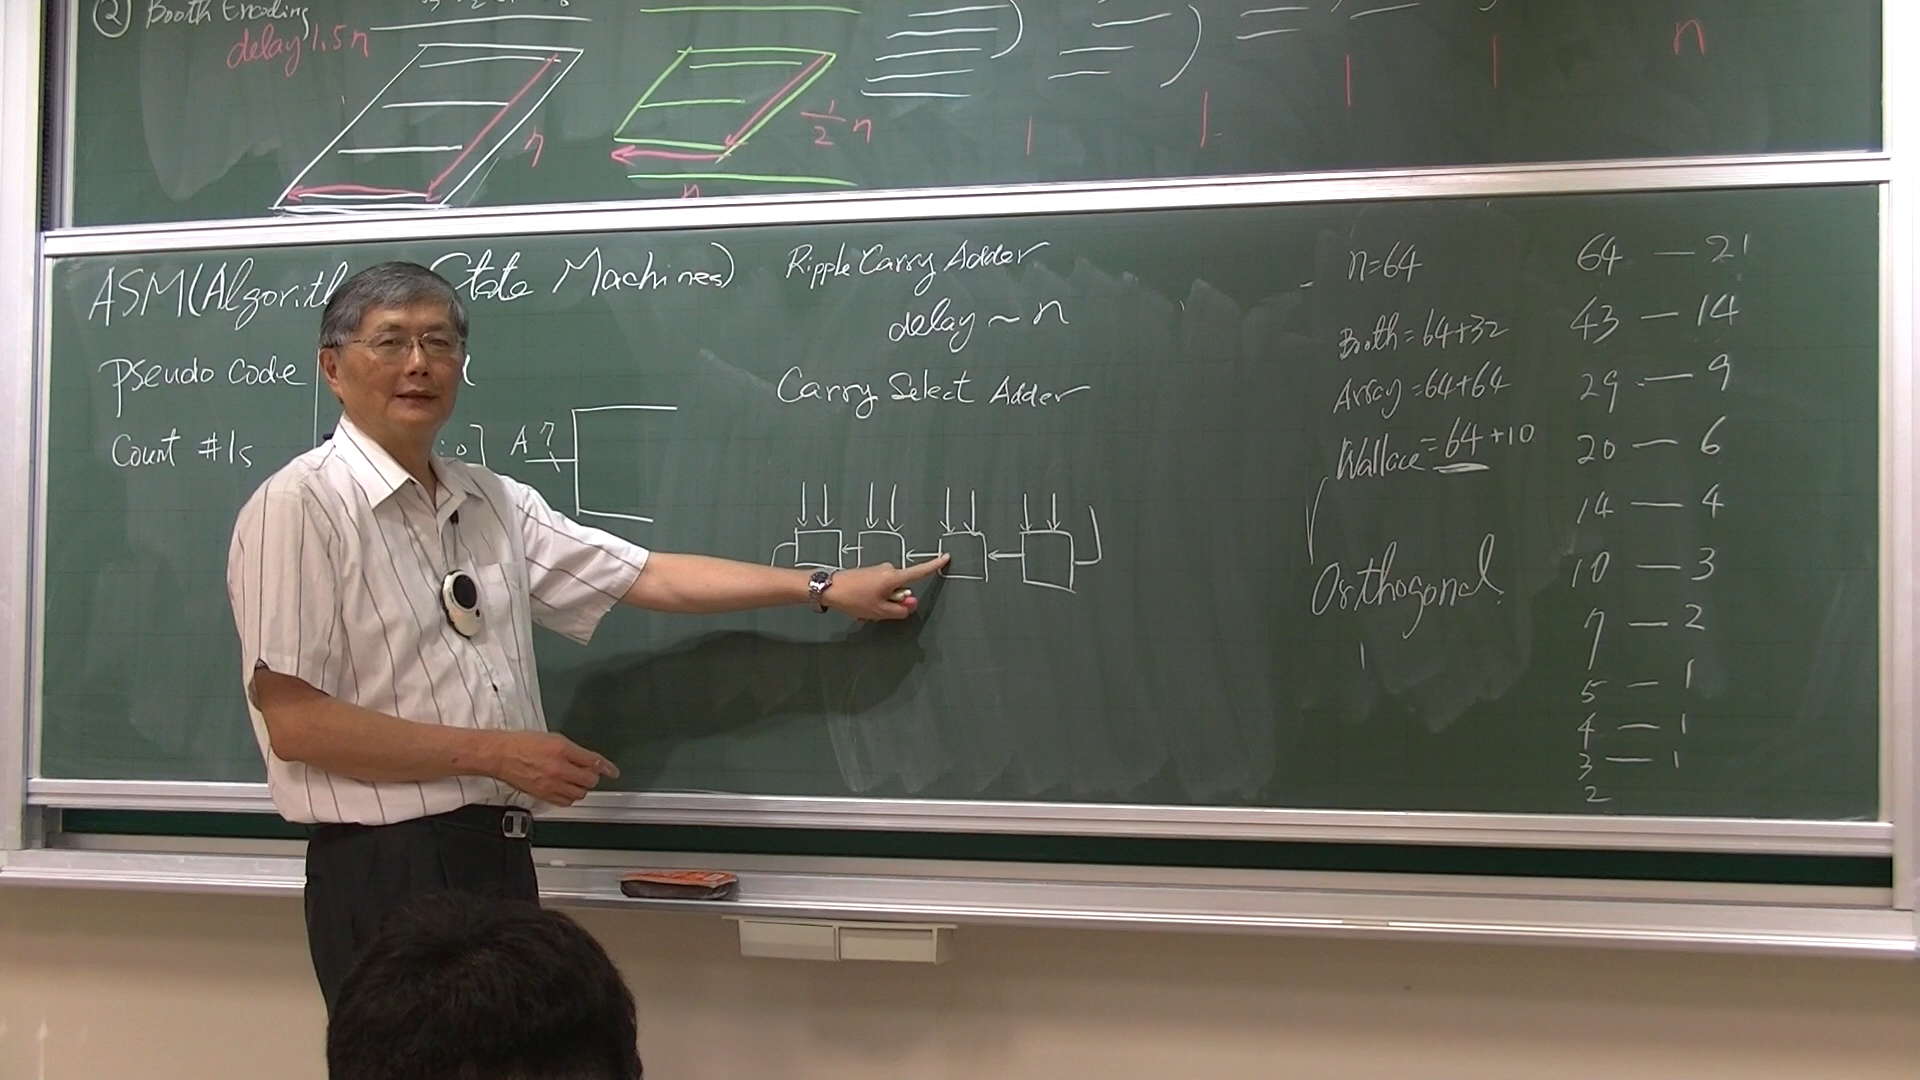 ② Booth Encoding
delay 1.5n
n
n
1/2 n
1
1
1
1
n
ASM(Algorith State Machines)
Pseudo Code
Count #1s
:0] A 7
Ripple Carry Adder
delay ~ n
Carry Select Adder
n=64
Booth = 64+32
Array = 64+64
Wallace = 64+10
Orthogonal
64 — 21
43 — 14
29 — 9
20 — 6
14 — 4
10 — 3
7 — 2
5 — 1
4 — 1
3 — 1
2